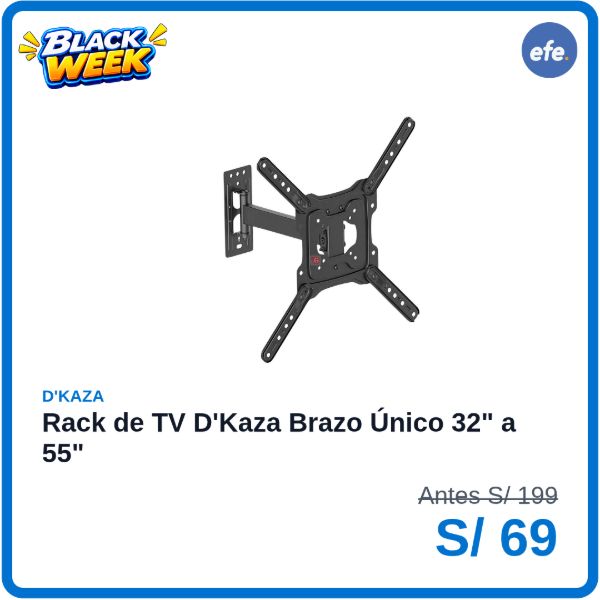 BLACK
WEEK
efe.
D'KAZA
Rack de TV D'Kaza Brazo Único 32" a
55"
Antes S/ 199
S/ 69